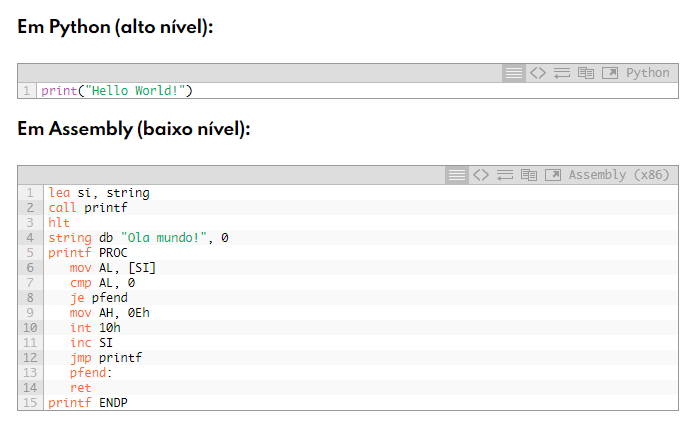 Em Python (alto nível):
Python
1 print("Hello World!")
Em Assembly (baixo nível):
Assembly (x86)
1 lea si, string
2 call printf
3 hlt
4 string db "Ola mundo!", 0
5 printf PROC
6    mov AL, [SI]
7    cmp AL, 0
8    je pfend
9    mov AH, 0Eh
10    int 10h
11    inc SI
12    jmp printf
13    pfend:
14    ret
15 printf ENDP